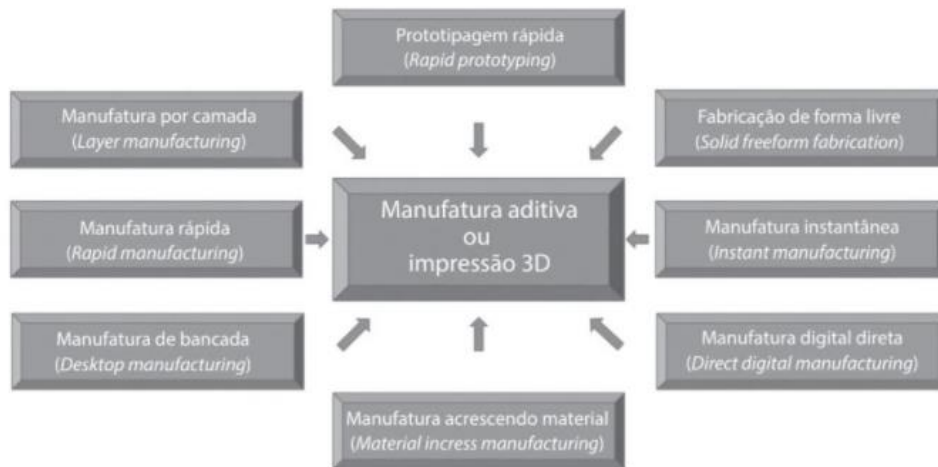 Prototipagem rápida
(Rapid prototyping)
Manufatura por camada
(Layer manufacturing)
Fabricação de forma livre
(Solid freeform fabrication)
Manufatura rápida
(Rapid manufacturing)
Manufatura aditiva
ou
impressão 3D
Manufatura instantânea
(Instant manufacturing)
Manufatura de bancada
(Desktop manufacturing)
Manufatura digital direta
(Direct digital manufacturing)
Manufatura acrescendo material
(Material incress manufacturing)